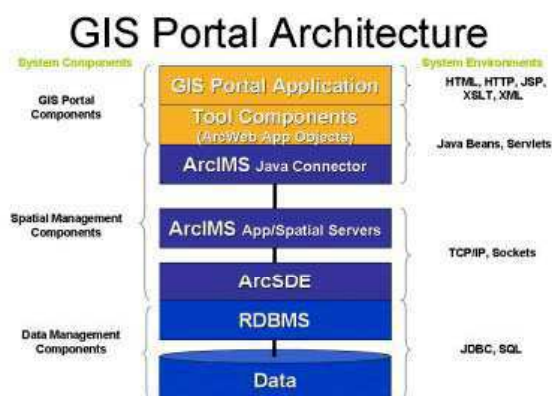 GIS Portal Architecture
System Components
System Environments
GIS Portal
Components
GIS Portal Application
HTML, HTTP, JSP,
XSLT, XML
Tool Components
(ArcWeb App Objects)
Java Beans, Servlets
ArcIMS Java Connector
Spatial Management
Components
ArcIMS App/Spatial Servers
TCP/IP, Sockets
ArcSDE
RDBMS
Data Management
Components
JDBC, SQL
Data